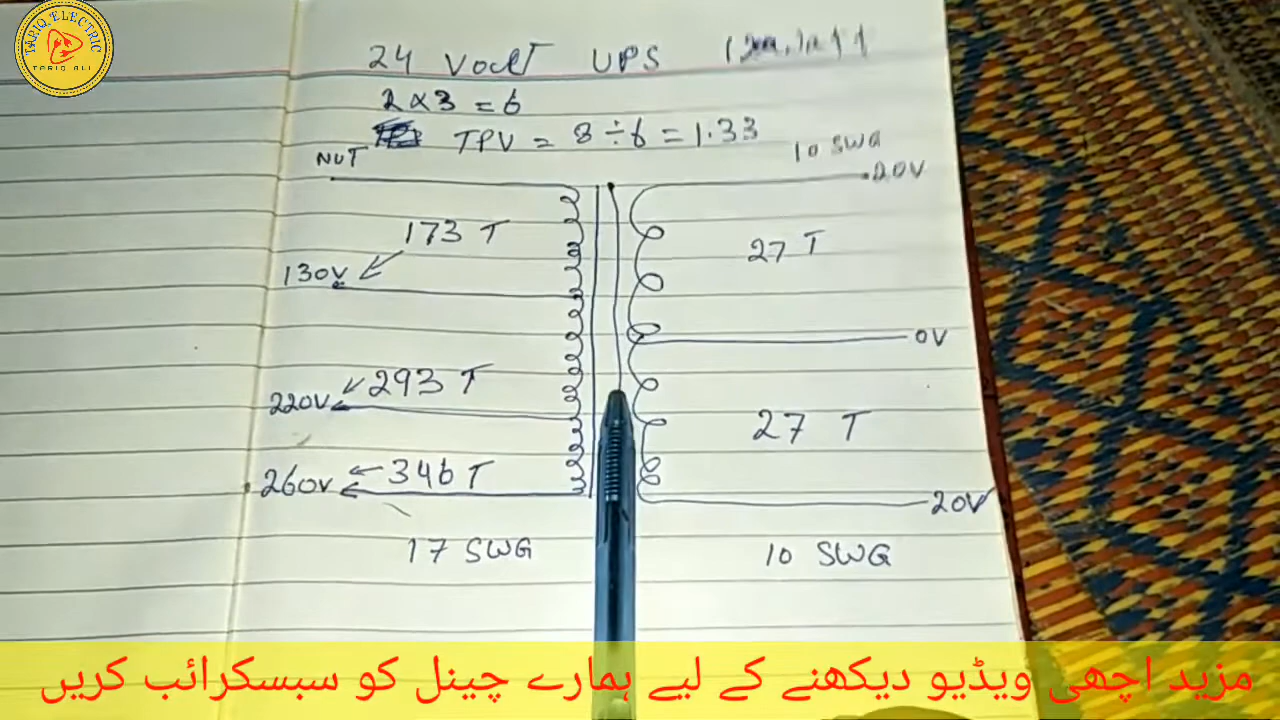 TARIQ ELECTRIC
TARIQ ALI
24 Volt UPS
2 x 3 = 6
TPV = 8 ÷ 6 = 1.33
NUT
10 SWG
20V
173 T
27 T
130V
0V
293 T
220V
27 T
346 T
260V
20V
17 SWG
10 SWG
مزید اچھی ویڈیو دیکھنے کے لیے ہمارے چینل کو سبسکرائب کریں